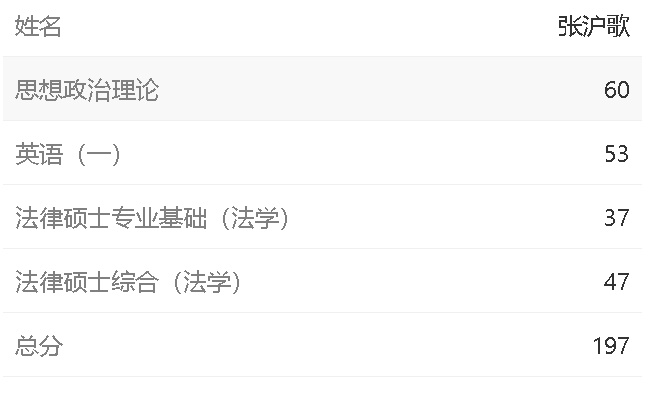 姓名 张沪歌
思想政治理论 60
英语（一） 53
法律硕士专业基础（法学） 37
法律硕士综合（法学） 47
总分 197